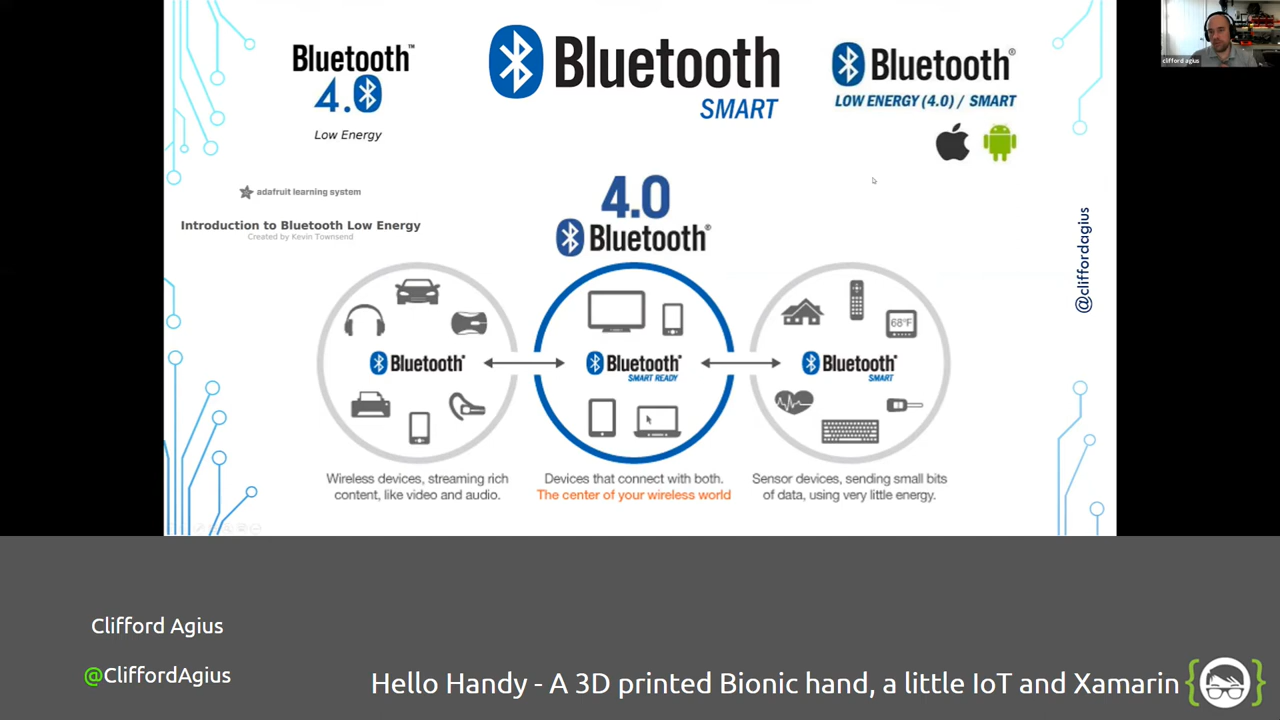 Bluetooth™
4.0
Low Energy
Bluetooth
SMART
Bluetooth®
LOW ENERGY (4.0) / SMART
clifford agius
adafruit learning system
Introduction to Bluetooth Low Energy
Created by Kevin Townsend
4.0
Bluetooth®
@cliffordagius
68°F
Bluetooth®
Bluetooth®
SMART READY
Bluetooth®
SMART
Wireless devices, streaming rich
content, like video and audio.
Devices that connect with both.
The center of your wireless world
Sensor devices, sending small bits
of data, using very little energy.
Clifford Agius
@CliffordAgius
Hello Handy - A 3D printed Bionic hand, a little IoT and Xamarin